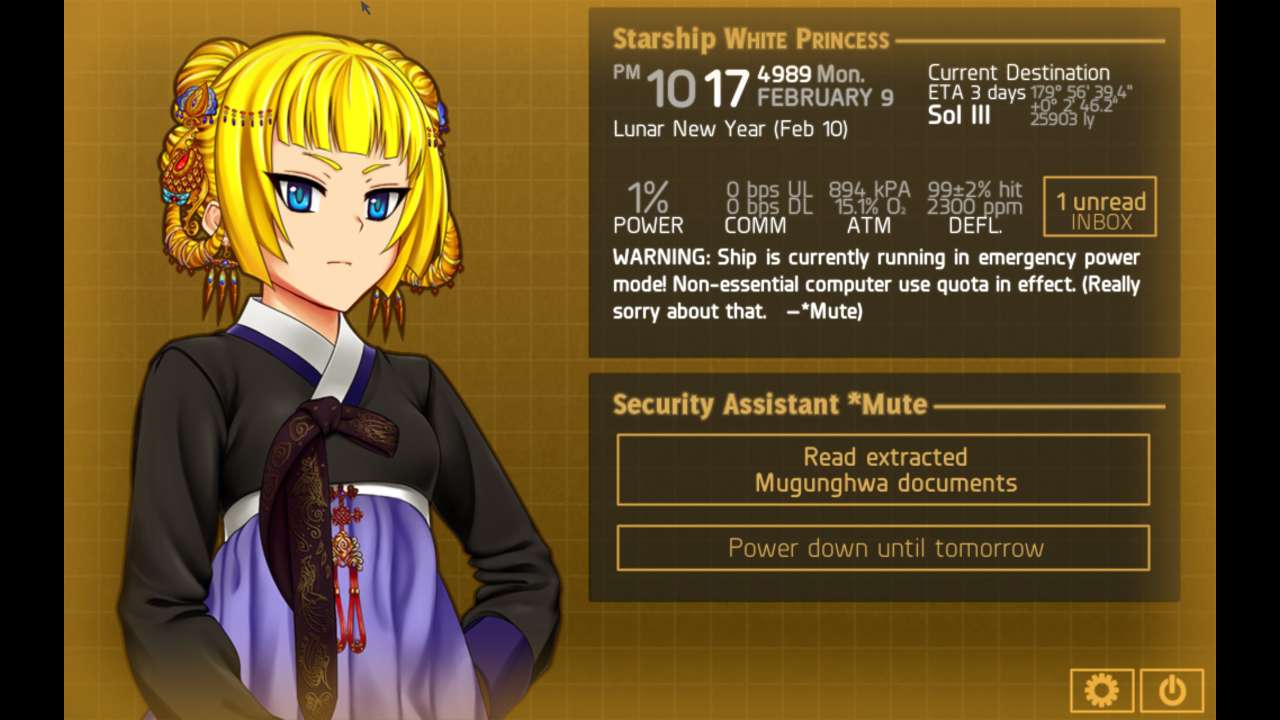 Starship WHITE PRINCESS
PM 10 17 4989 Mon.
FEBRUARY 9
Lunar New Year (Feb 10)
Current Destination
ETA 3 days 179° 56' 39.4"
+0° 2' 46.2"
Sol III 25903 ly
1% 0 bps UL 894 kPA 99±2% hit
0 bps DL 15.1% O₂ 2300 ppm
POWER COMM ATM DEFL.
1 unread
INBOX
WARNING: Ship is currently running in emergency power
mode! Non-essential computer use quota in effect. (Really
sorry about that. —*Mute)
Security Assistant *Mute
Read extracted
Mugunghwa documents
Power down until tomorrow